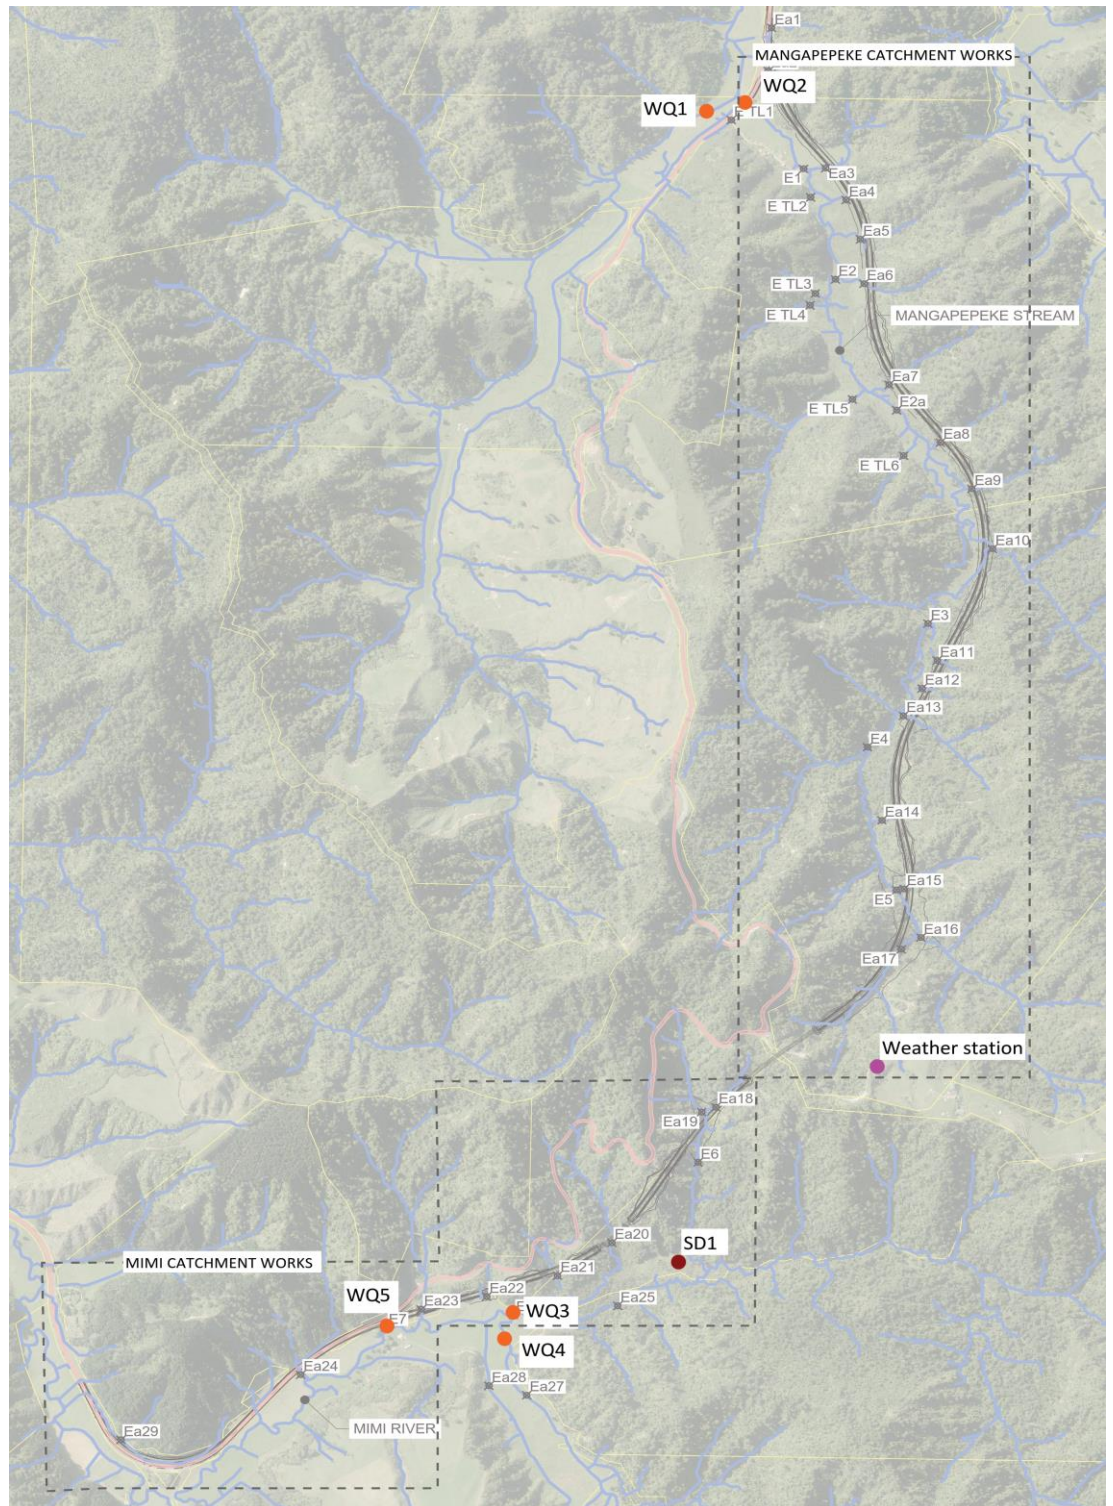 Ea1
MANGAPEPEKE CATCHMENT WORKS
WQ2
WQ1
E TL1
E1
Ea3
E TL2
Ea4
Ea5
E2
Ea6
E TL3
E TL4
MANGAPEPEKE STREAM
Ea7
E TL5
E2a
Ea8
E TL6
Ea9
Ea10
E3
Ea11
Ea12
Ea13
E4
Ea14
Ea15
E5
Ea16
Ea17
Weather station
Ea18
Ea19
E6
Ea20
SD1
MIMI CATCHMENT WORKS
Ea21
Ea22
WQ5
Ea23
Ea25
E7
WQ3
WQ4
Ea24
Ea28
Ea27
MIMI RIVER
Ea29